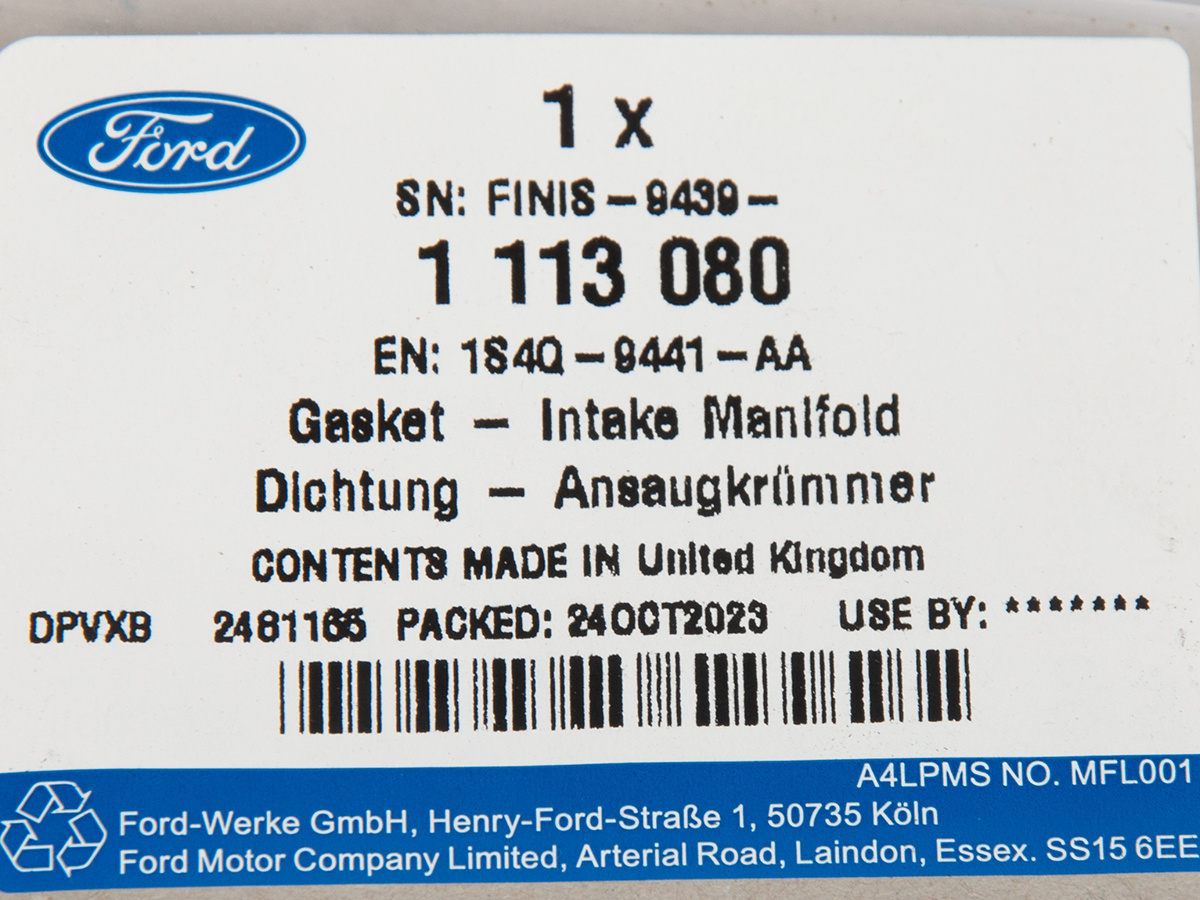 Ford
1 x
SN: FINIS-9439-
1 113 080
EN: 1S4Q-9441-AA
Gasket - Intake Manifold
Dichtung - Ansaugkrümmer
CONTENTS MADE IN United Kingdom
DPVXB 2461165 PACKED: 24OCT2023 USE BY: *******
A4LPMS NO. MFL001
Ford-Werke GmbH, Henry-Ford-Straße 1, 50735 Köln
Ford Motor Company Limited, Arterial Road, Laindon, Essex. SS15 6EE